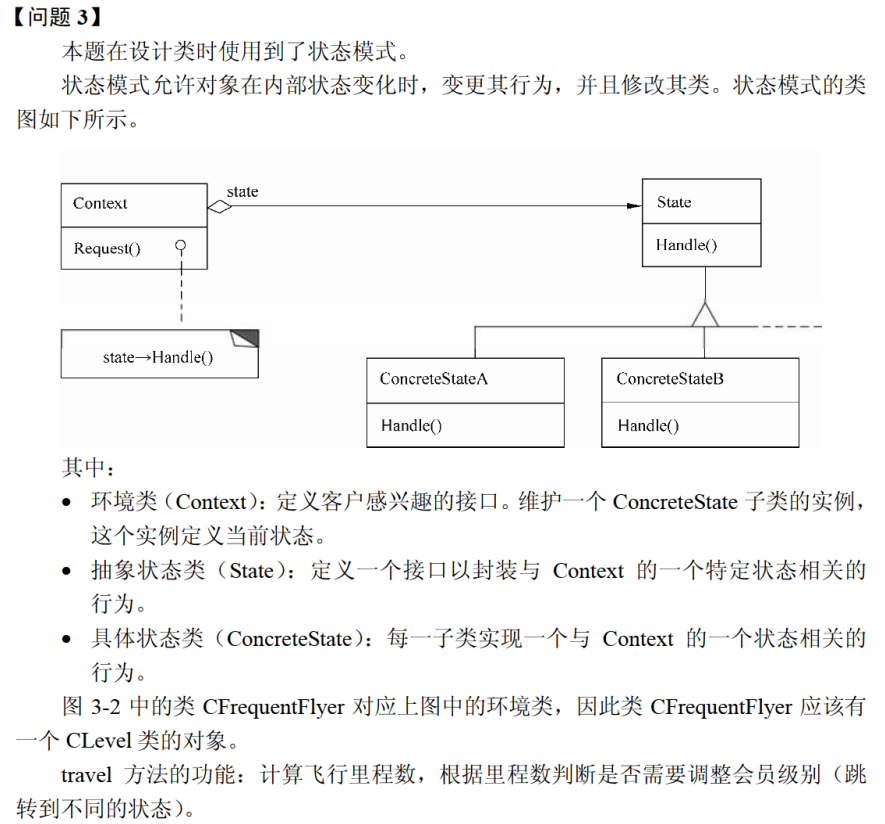 【问题 3】
本题在设计类时使用到了状态模式。
状态模式允许对象在内部状态变化时，变更其行为，并且修改其类。状态模式的类
图如下所示。
state
Context
State
Request()
Handle()
state→Handle()
ConcreteStateA
ConcreteStateB
Handle()
Handle()
其中：
● 环境类（Context）：定义客户感兴趣的接口。维护一个 ConcreteState 子类的实例，
这个实例定义当前状态。
● 抽象状态类（State）：定义一个接口以封装与 Context 的一个特定状态相关的
行为。
● 具体状态类（ConcreteState）：每一子类实现一个与 Context 的一个状态相关的
行为。
图 3-2 中的类 CFrequentFlyer 对应上图中的环境类，因此类 CFrequentFlyer 应该有
一个 CLevel 类的对象。
travel 方法的功能：计算飞行里程数，根据里程数判断是否需要调整会员级别（跳
转到不同的状态）。